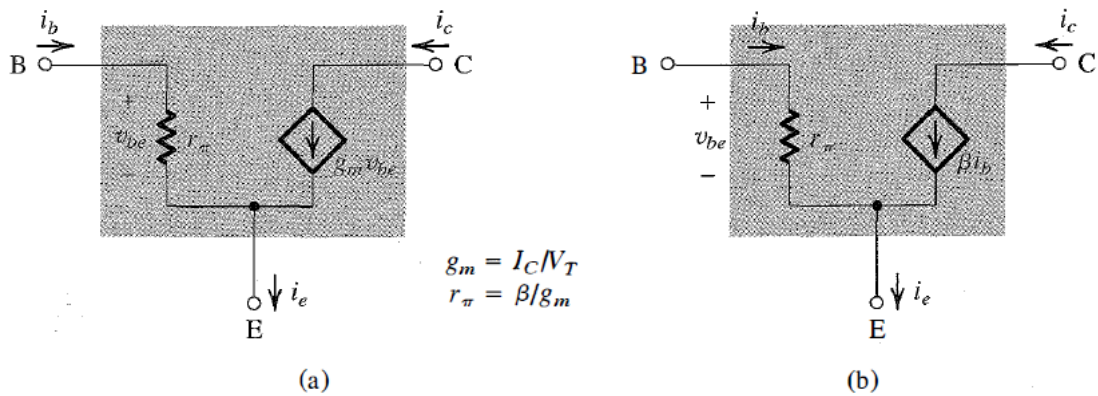 i_b
i_c
B
C
+
v_be
r_π
−
g_m v_be
i_e
E
(a)
g_m = I_C/V_T
r_π = β/g_m
i_b
i_c
B
C
+
v_be
r_π
−
βi_b
i_e
E
(b)